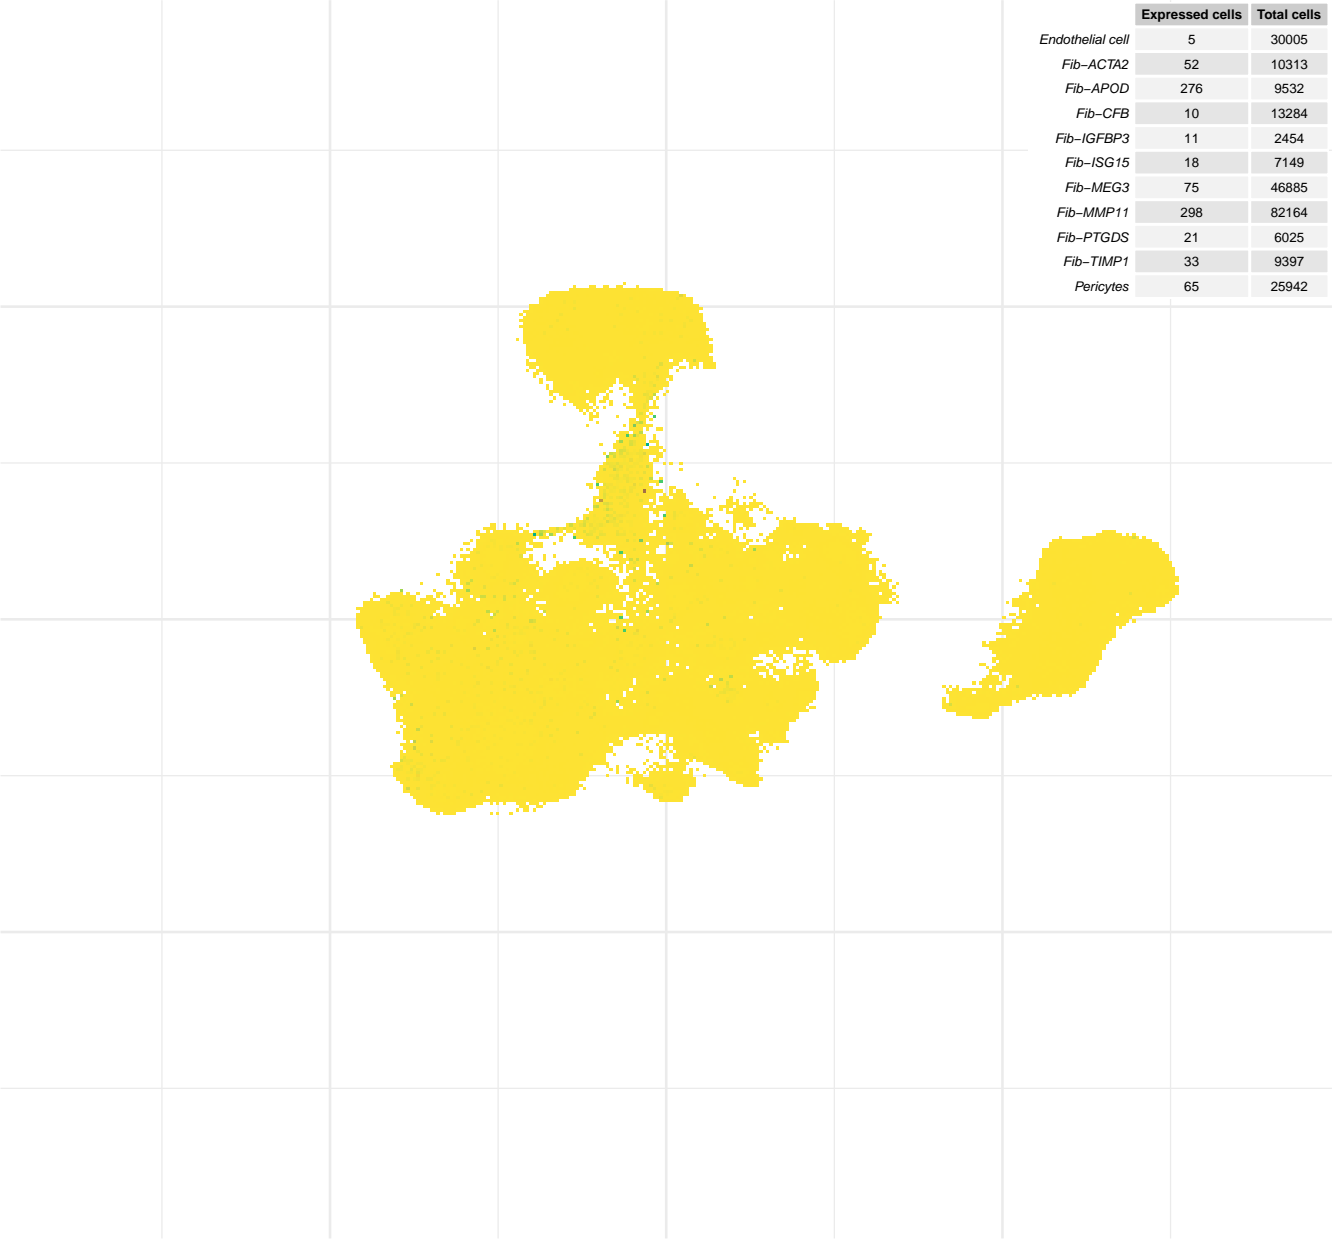 Expressed cells Total cells
Endothelial cell 5 30005
Fib−ACTA2 52 10313
Fib−APOD 276 9532
Fib−CFB 10 13284
Fib−IGFBP3 11 2454
Fib−ISG15 18 7149
Fib−MEG3 75 46885
Fib−MMP11 298 82164
Fib−PTGDS 21 6025
Fib−TIMP1 33 9397
Pericytes 65 25942